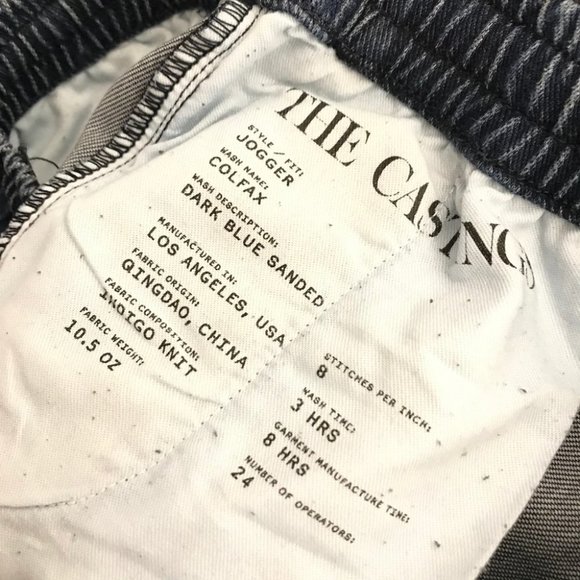 THE CASTING
STYLE / FIT:
JOGGER
WASH NAME:
COLFAX
WASH DESCRIPTION:
DARK BLUE SANDED
MANUFACTURED IN:
LOS ANGELES, USA
FABRIC ORIGIN:
QINGDAO, CHINA
FABRIC COMPOSITION:
INDIGO KNIT
FABRIC WEIGHT:
10.5 OZ
STITCHES PER INCH:
8
WASH TIME:
3 HRS
GARMENT MANUFACTURE TIME:
8 HRS
NUMBER OF OPERATORS:
24